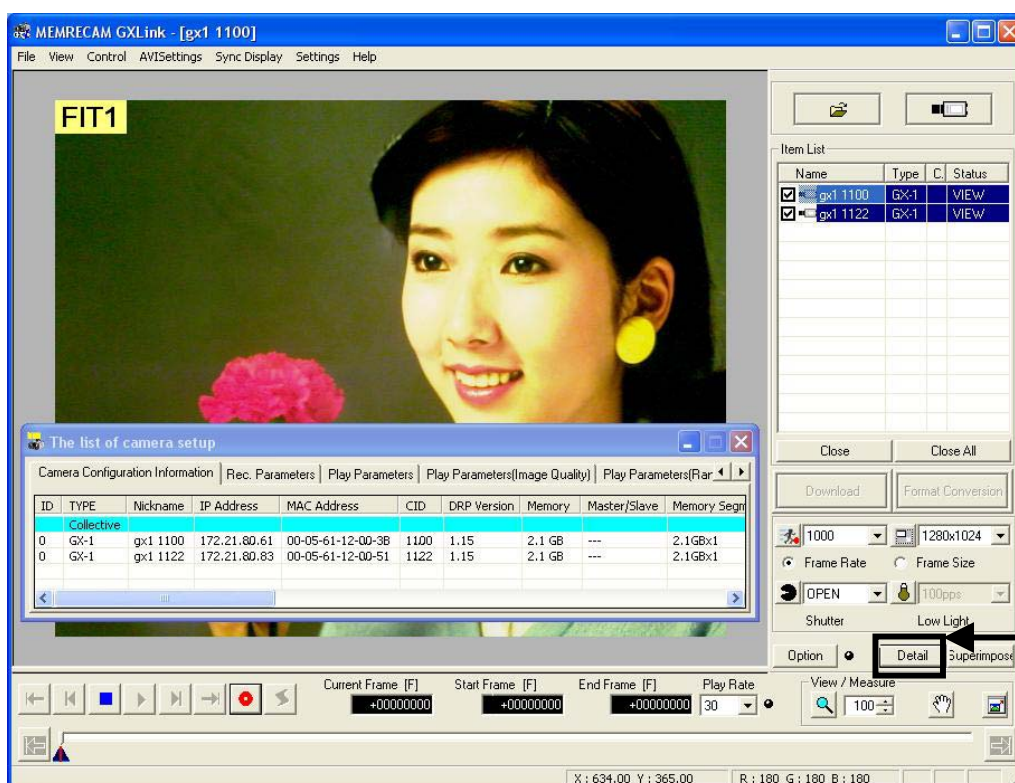 MEMRECAM GXLink - [gx1 1100]
File View Control AVISettings Sync Display Settings Help
FIT1
Item List
Name Type C. Status
gx1 1100 GX-1 VIEW
gx1 1122 GX-1 VIEW
Close Close All
Download Format Conversion
1000 1280x1024
Frame Rate Frame Size
OPEN 100pps
Shutter Low Light
Option Detail Superimpose
The list of camera setup
Camera Configuration Information Rec. Parameters Play Parameters Play Parameters(Image Quality) Play Parameters(Rar
ID TYPE Nickname IP Address MAC Address CID DRP Version Memory Master/Slave Memory Segm
Collective
0 GX-1 gx1 1100 172.21.80.61 00-05-61-12-00-3B 1100 1.15 2.1 GB --- 2.1GBx1
0 GX-1 gx1 1122 172.21.80.83 00-05-61-12-00-51 1122 1.15 2.1 GB --- 2.1GBx1
Current Frame [F] Start Frame [F] End Frame [F] Play Rate
+00000000 +00000000 +00000000 30
View / Measure
100
X : 634.00 Y : 365.00 R : 180 G : 180 B : 180